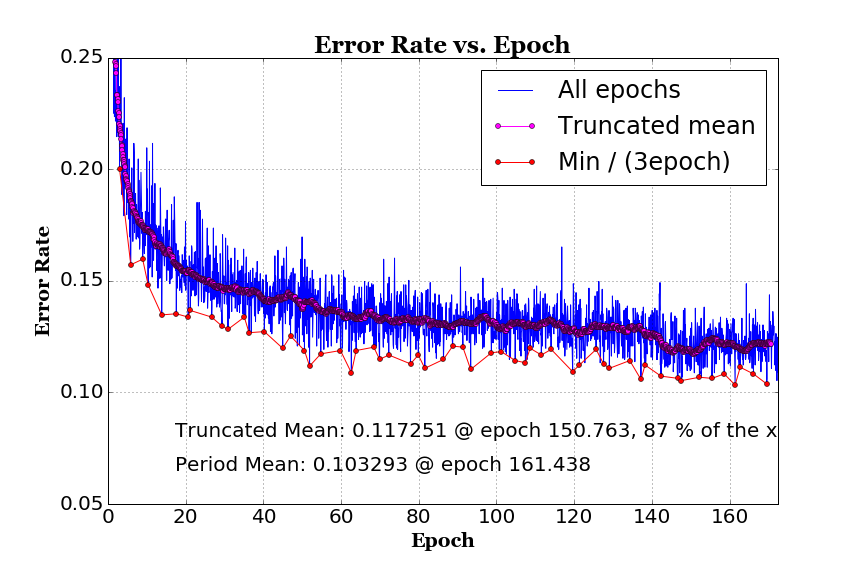 Error Rate vs. Epoch
0.25
0.20
0.15
0.10
0.05
Error Rate
All epochs
Truncated mean
Min / (3epoch)
Truncated Mean: 0.117251 @ epoch 150.763, 87 % of the x
Period Mean: 0.103293 @ epoch 161.438
0 20 40 60 80 100 120 140 160
Epoch